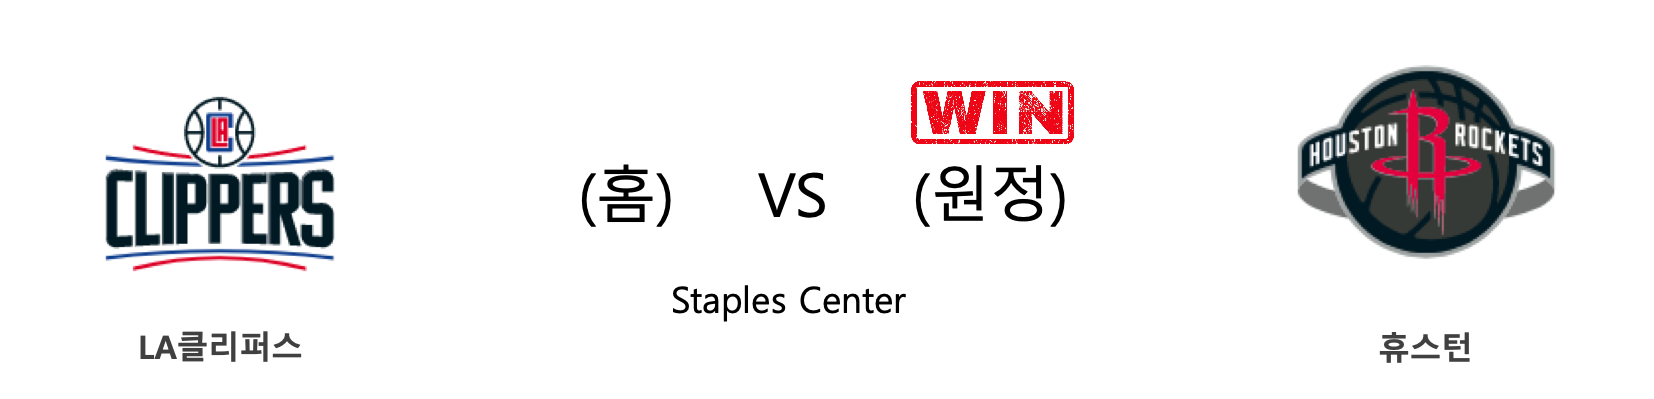 LA
CLIPPERS
WIN
(홈) VS (원정)
Staples Center
HOUSTON R ROCKETS
LA클리퍼스
휴스턴